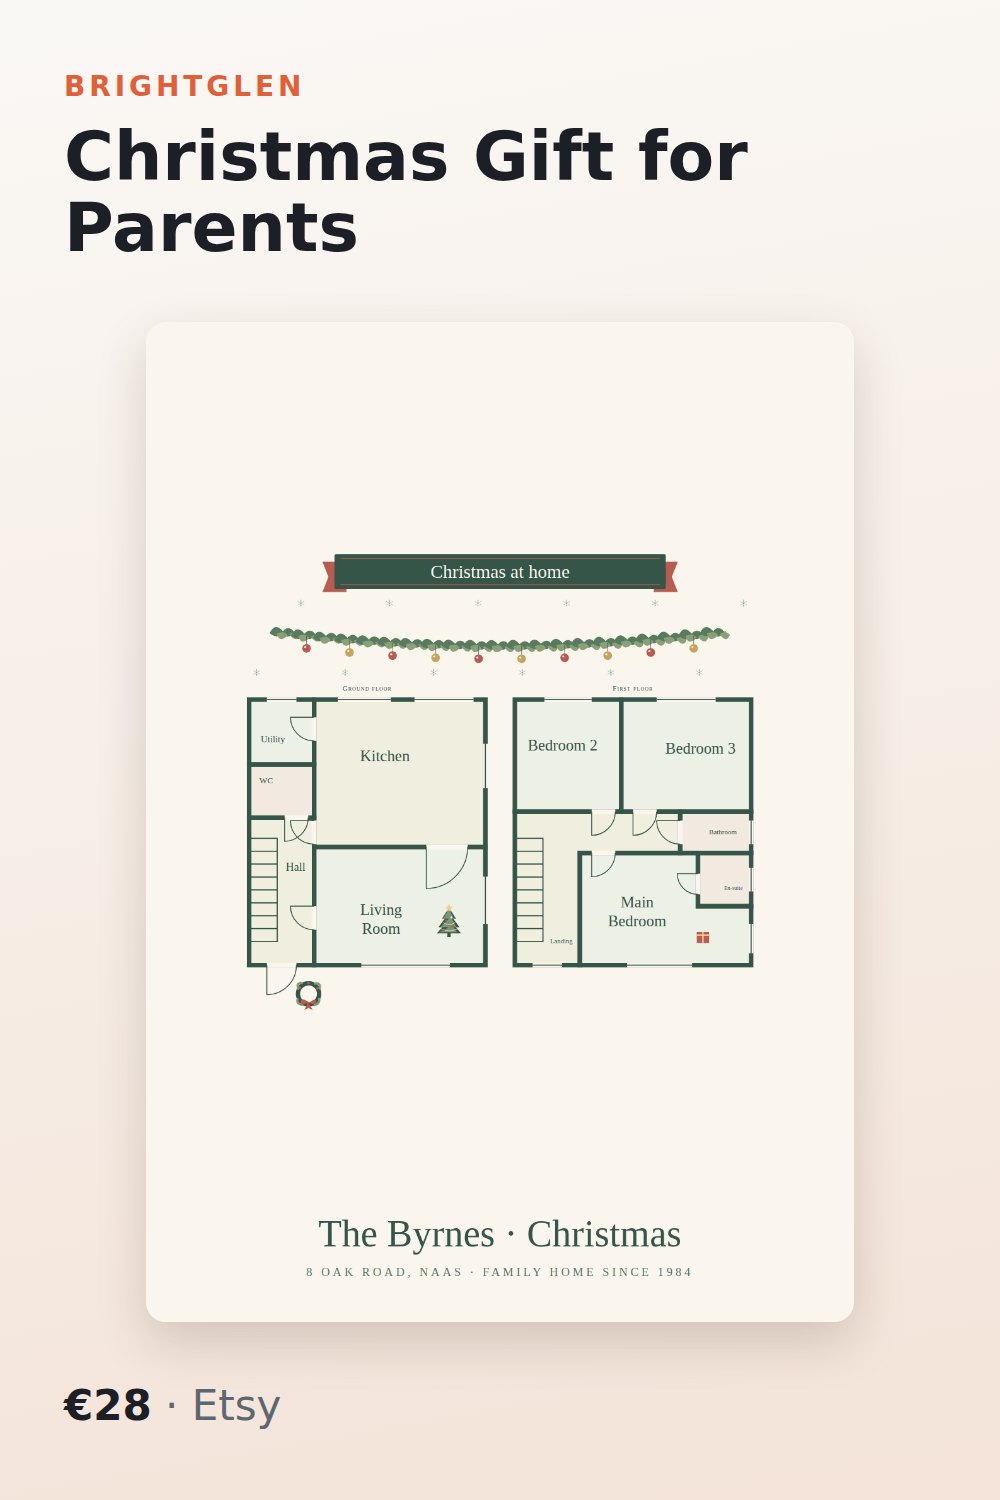 BRIGHTGLEN
Christmas Gift for
Parents
Christmas at home
Ground floor
First floor
Utility
WC
Kitchen
Hall
Living
Room
Bedroom 2
Bedroom 3
Bathroom
En-suite
Main
Bedroom
Landing
The Byrnes · Christmas
8 OAK ROAD, NAAS · FAMILY HOME SINCE 1984
€28 · Etsy